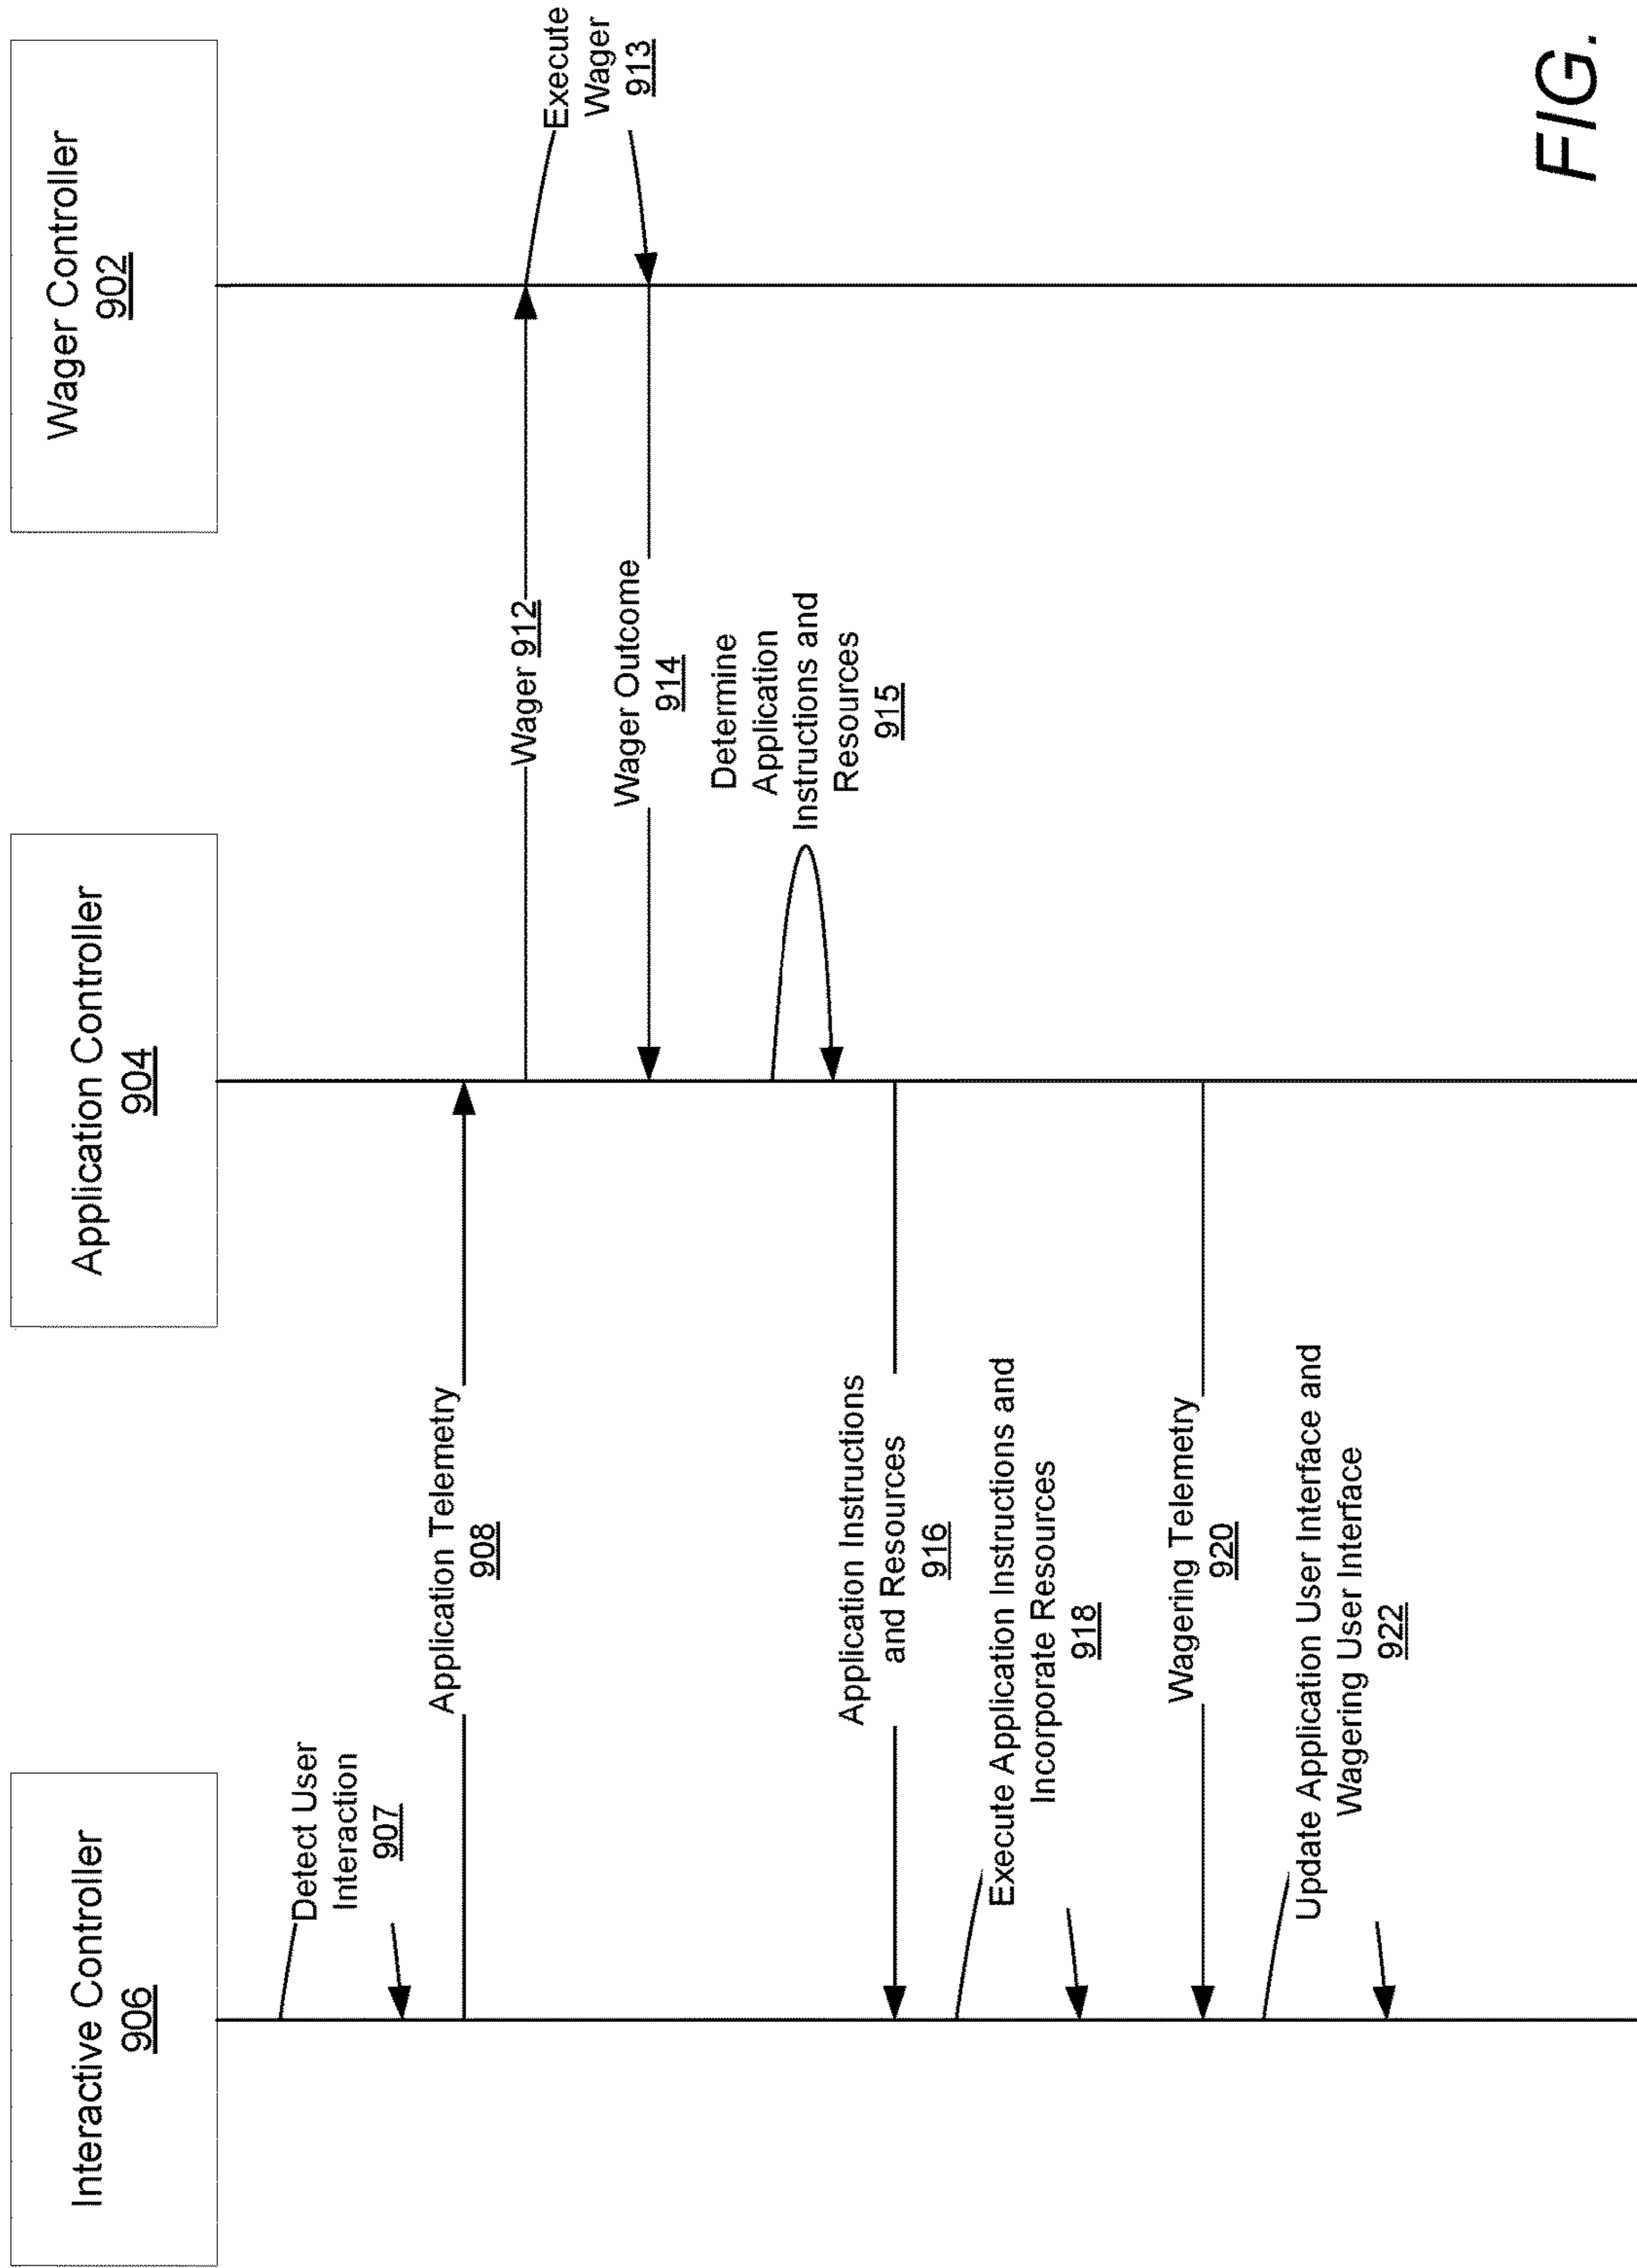 Interactive Controller
906
Application Controller
904
Wager Controller
902
Detect User
Interaction
907
Application Telemetry
908
Wager 912
Execute
Wager
913
Wager Outcome
914
Determine
Application
Instructions and
Resources
915
Application Instructions
and Resources
916
Execute Application Instructions and
Incorporate Resources
918
Wagering Telemetry
920
Update Application User Interface and
Wagering User Interface
922
FIG.